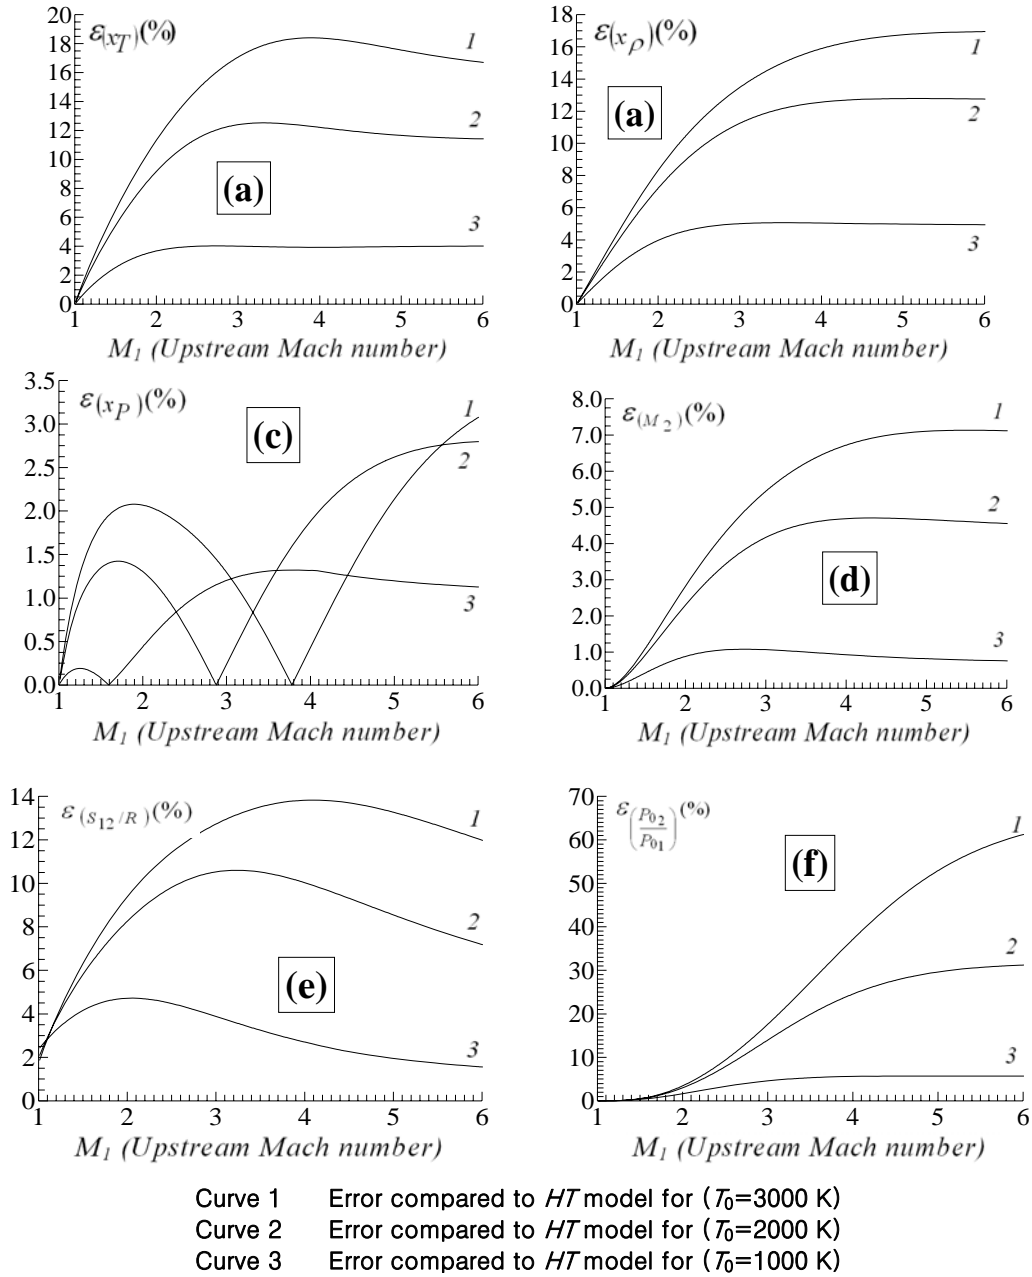 ε(x_T)(%)
20
18
16
14
12
10
8
6
4
2
0
1
2
3
(a)
1 2 3 4 5 6
M₁ (Upstream Mach number)
ε(x_ρ)(%)
18
16
14
12
10
8
6
4
2
0
1
2
3
(a)
1 2 3 4 5 6
M₁ (Upstream Mach number)
ε(x_P)(%)
3.5
3.0
2.5
2.0
1.5
1.0
0.5
0.0
1
2
3
(c)
1 2 3 4 5 6
M₁ (Upstream Mach number)
ε(M₂)(%)
8.0
7.0
6.0
5.0
4.0
3.0
2.0
1.0
0.0
1
2
3
(d)
1 2 3 4 5 6
M₁ (Upstream Mach number)
ε(S₁₂/R)(%)
14
12
10
8
6
4
2
0
1
2
3
(e)
1 2 3 4 5 6
M₁ (Upstream Mach number)
ε(P₀₂/P₀₁)(%)
70
60
50
40
30
20
10
0
1
2
3
(f)
1 2 3 4 5 6
M₁ (Upstream Mach number)
Curve 1 Error compared to HT model for (T₀=3000 K)
Curve 2 Error compared to HT model for (T₀=2000 K)
Curve 3 Error compared to HT model for (T₀=1000 K)